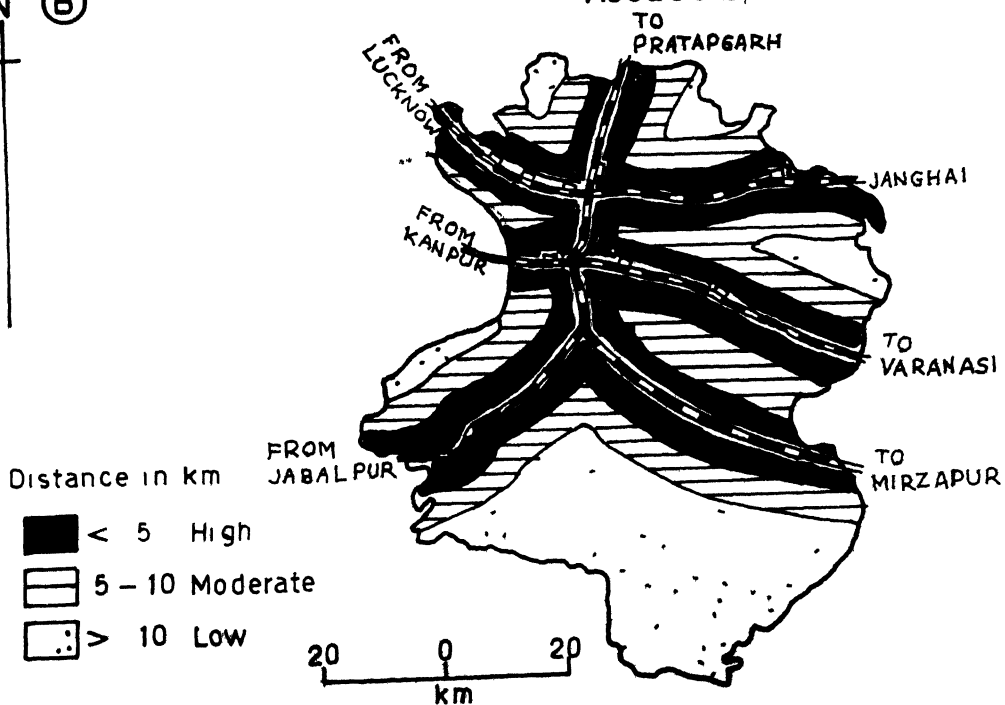 N
B
TO
PRATAPGARH
FROM
LUCKNOW
JANGHAI
FROM
KANPUR
TO
VARANASI
FROM
JABALPUR
TO
MIRZAPUR
Distance in km
< 5 High
5 – 10 Moderate
> 10 Low
20 0 20
km